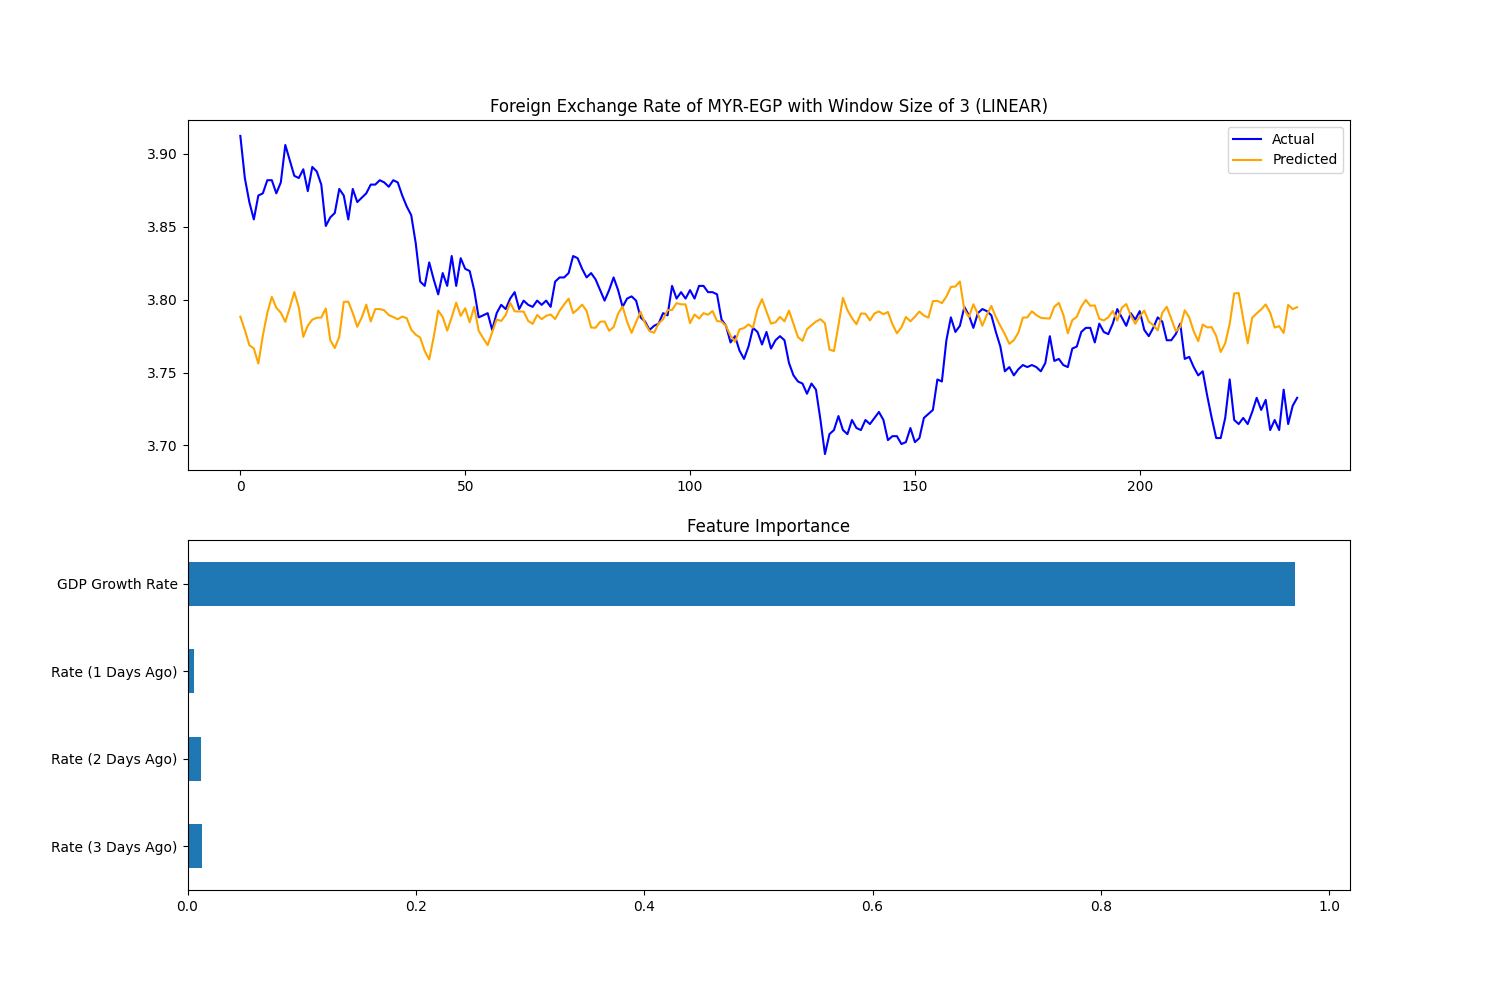 Foreign Exchange Rate of MYR-EGP with Window Size of 3 (LINEAR)
Actual
Predicted
3.90
3.85
3.80
3.75
3.70
0 50 100 150 200
Feature Importance
GDP Growth Rate
Rate (1 Days Ago)
Rate (2 Days Ago)
Rate (3 Days Ago)
0.0 0.2 0.4 0.6 0.8 1.0